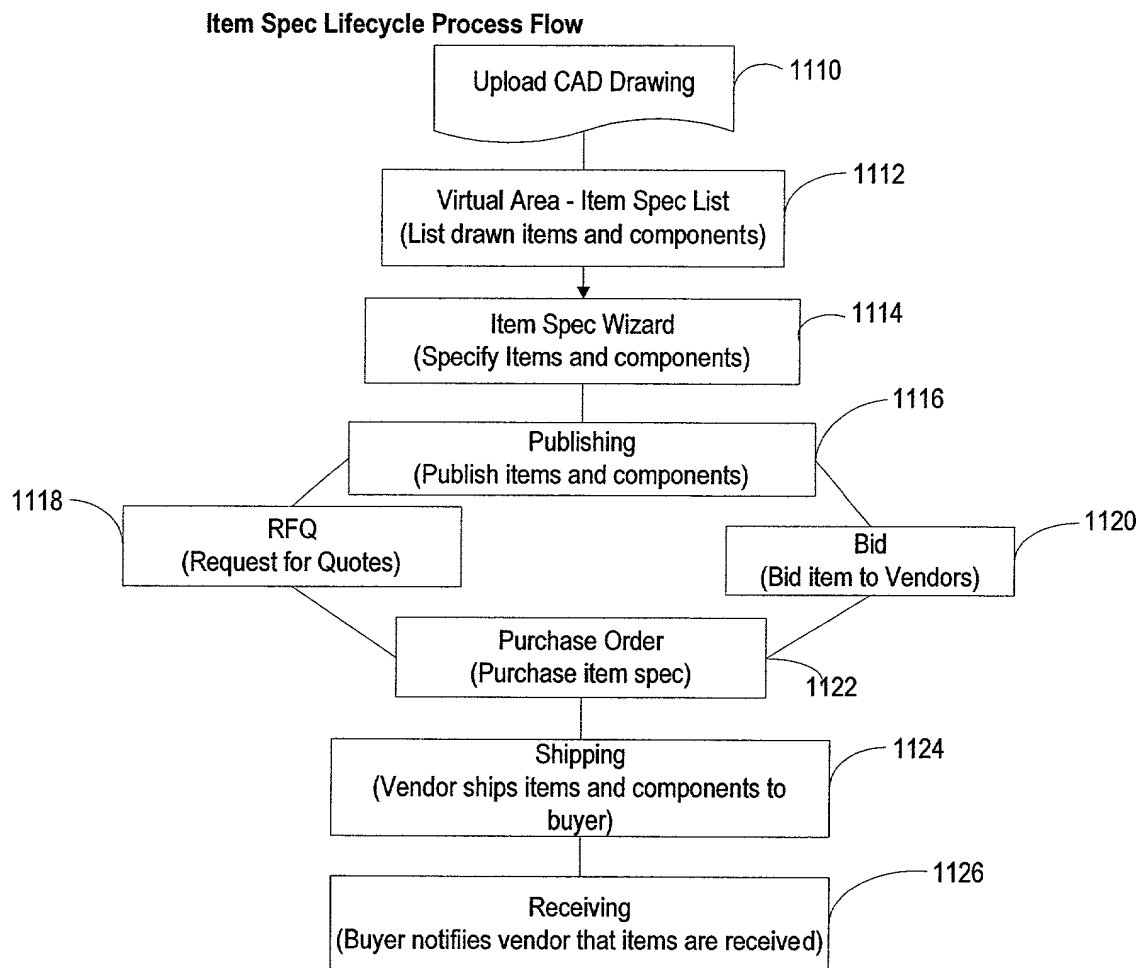 Item Spec Lifecycle Process Flow
Upload CAD Drawing
1110
Virtual Area - Item Spec List
(List drawn items and components)
1112
Item Spec Wizard
(Specify Items and components)
1114
Publishing
(Publish items and components)
1116
1118
RFQ
(Request for Quotes)
Bid
(Bid item to Vendors)
1120
Purchase Order
(Purchase item spec)
1122
Shipping
(Vendor ships items and components to
buyer)
1124
Receiving
(Buyer notifiies vendor that items are received)
1126